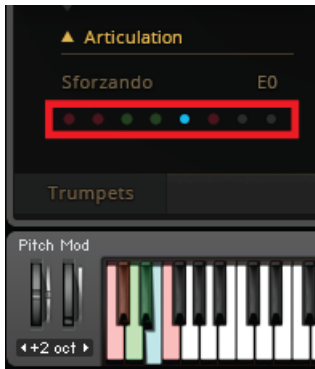 ▲ Articulation
Sforzando E0
Trumpets
Pitch Mod
+2 oct